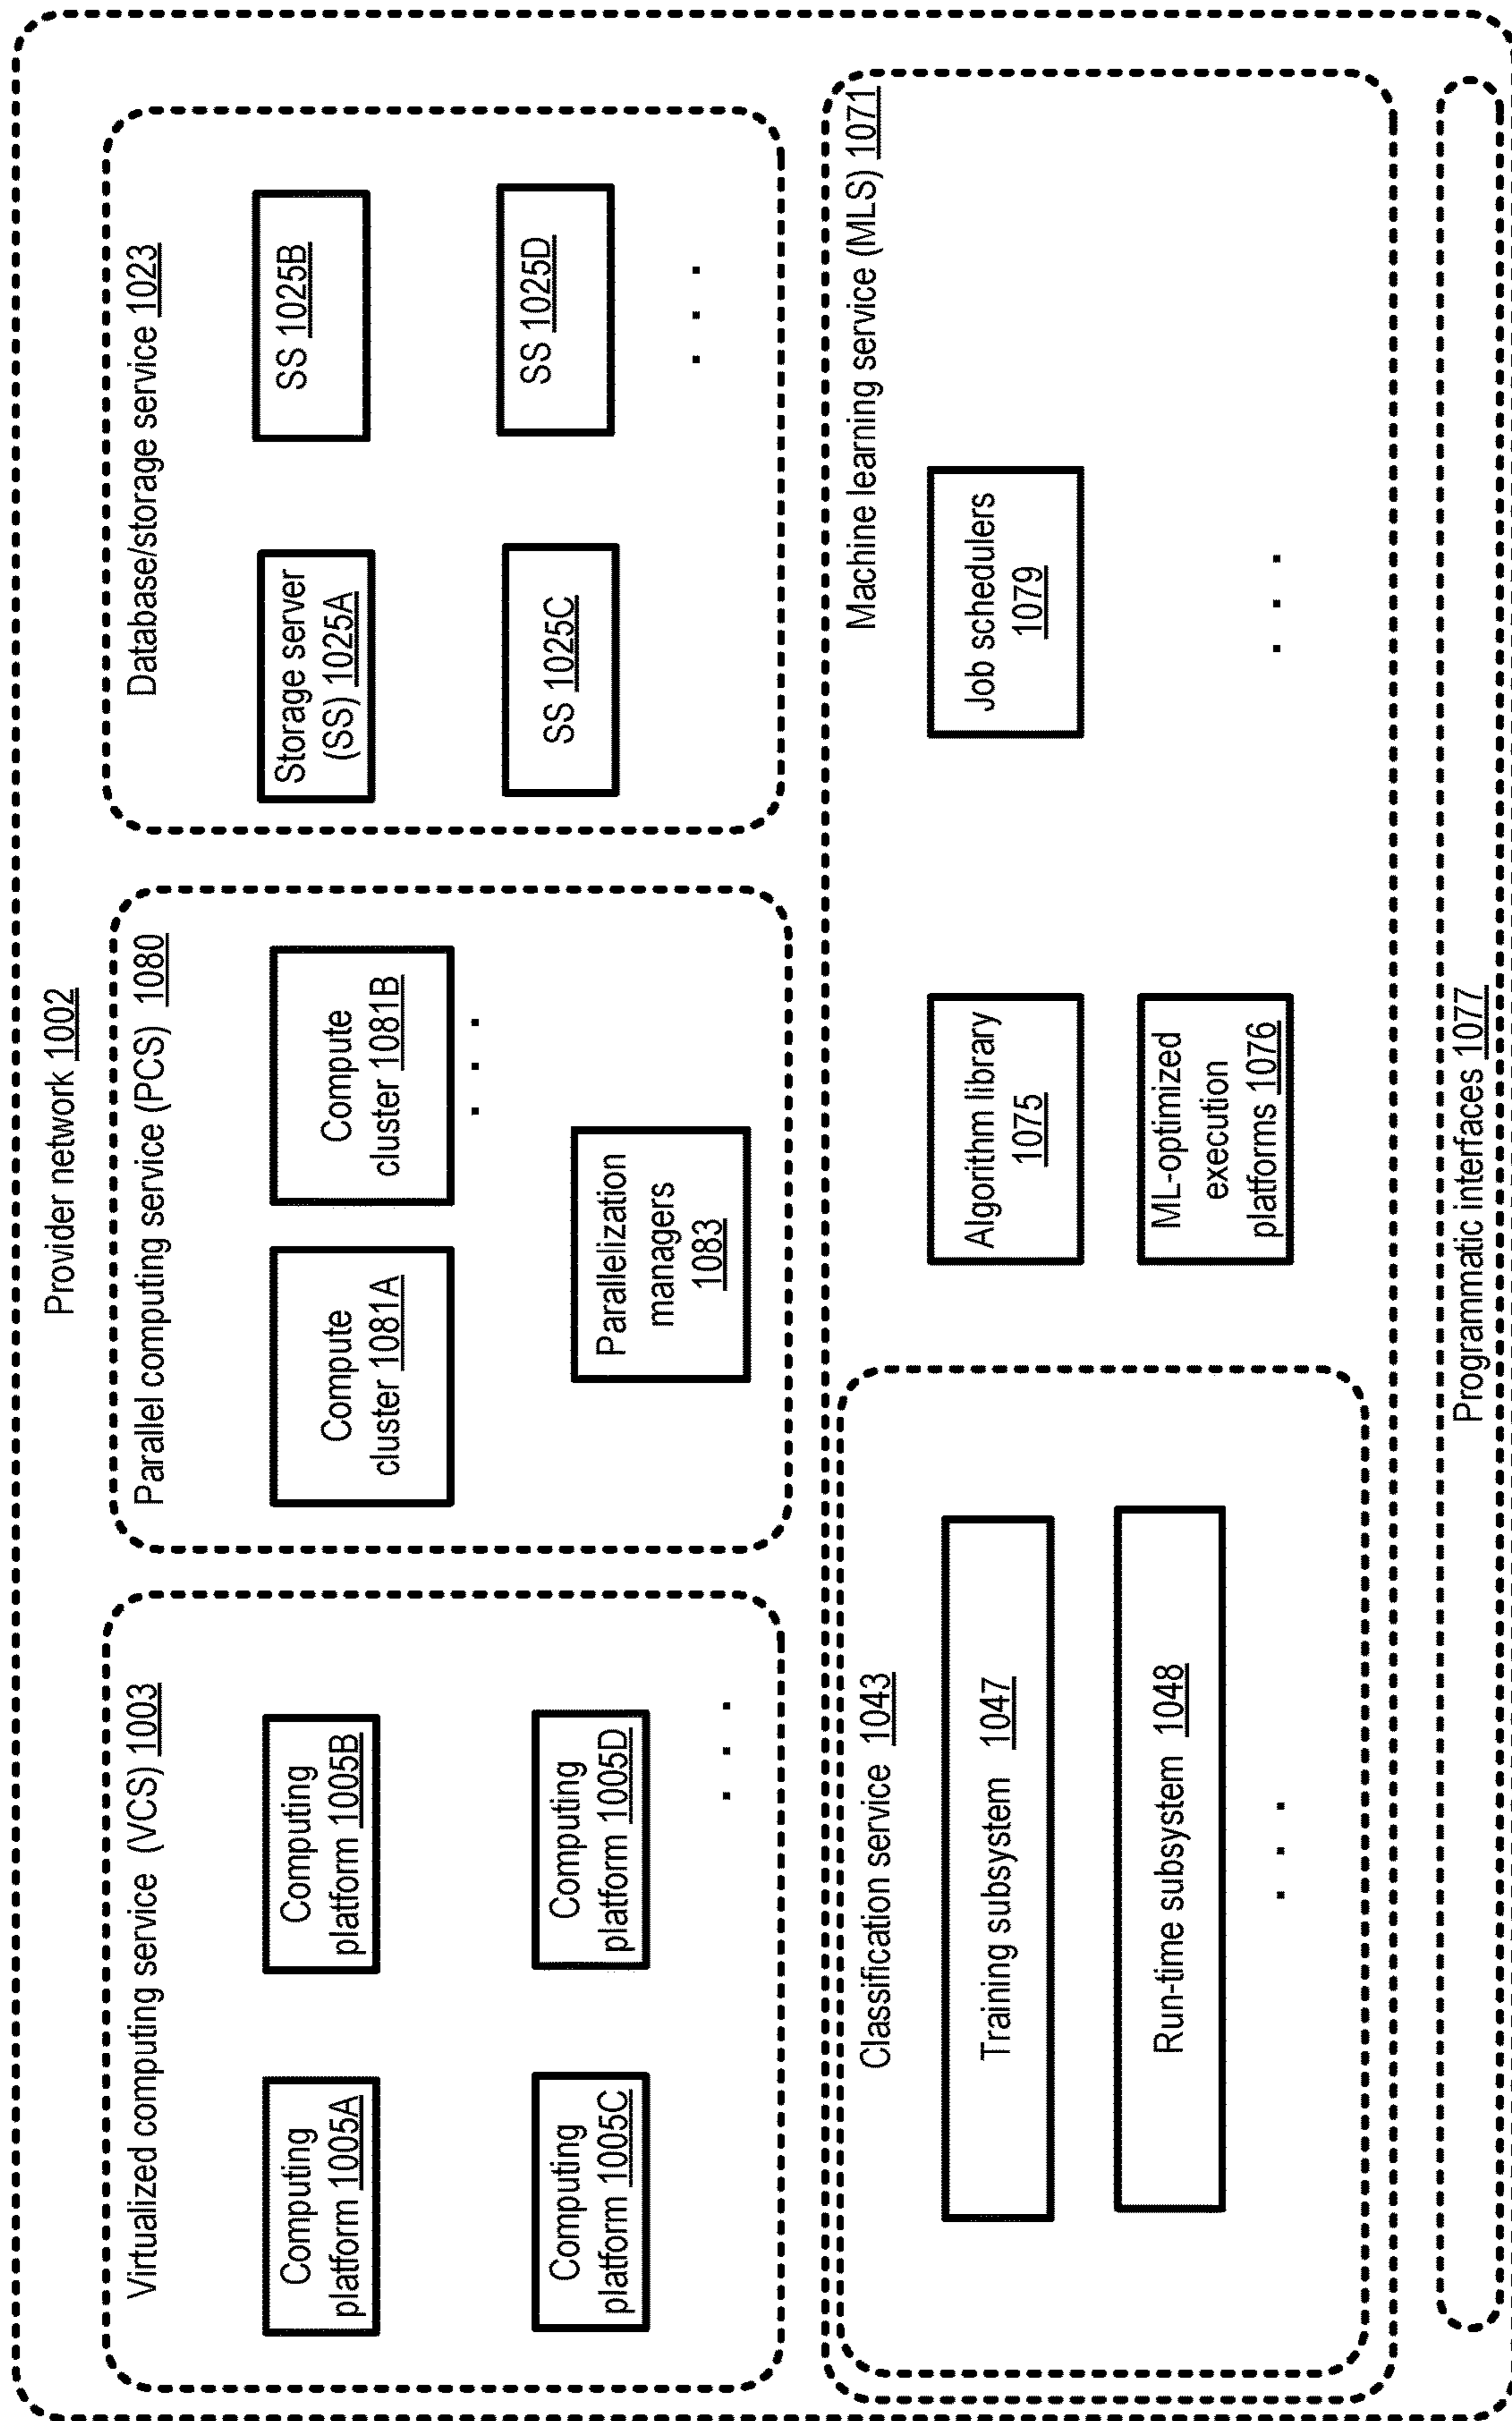 Provider network 1002
Virtualized computing service (VCS) 1003
Computing
platform 1005A
Computing
platform 1005B
Computing
platform 1005C
Computing
platform 1005D
. . .
Parallel computing service (PCS) 1080
Compute
cluster 1081A
Compute
cluster 1081B
. . .
Parallelization
managers
1083
Database/storage service 1023
Storage server
(SS) 1025A
SS 1025B
SS 1025C
SS 1025D
. . .
Machine learning service (MLS) 1071
Classification service 1043
Training subsystem 1047
Run-time subsystem 1048
. . .
Algorithm library
1075
ML-optimized
execution
platforms 1076
Job schedulers
1079
. . .
Programmatic interfaces 1077